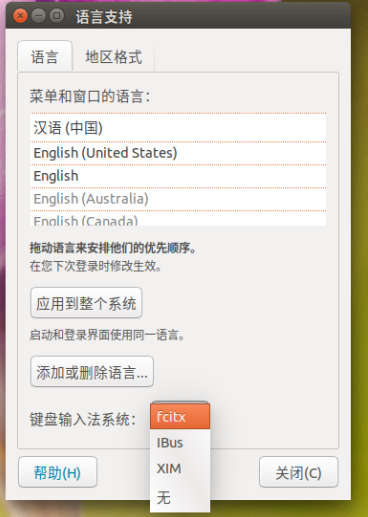 语言支持
语言 地区格式
菜单和窗口的语言：
汉语 (中国)
English (United States)
English
English (Australia)
English (Canada)
拖动语言来安排他们的优先顺序。
在您下次登录时修改生效。
应用到整个系统
启动和登录界面使用同一语言。
添加或删除语言...
键盘输入法系统： fcitx
IBus
XIM
无
帮助(H) 关闭(C)